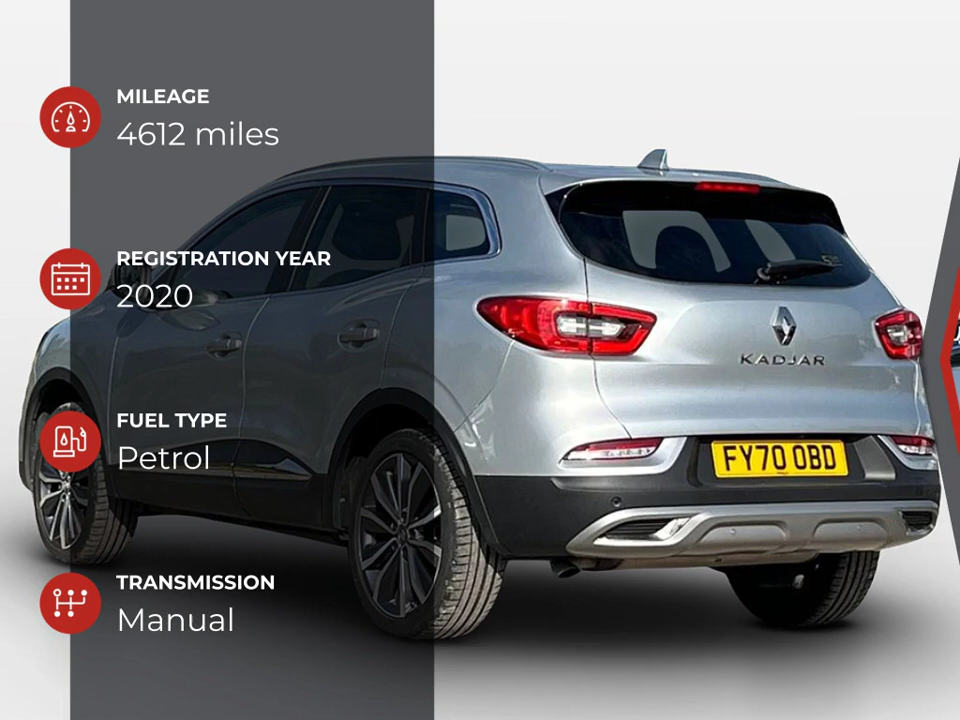 MILEAGE
4612 miles
REGISTRATION YEAR
2020
FUEL TYPE
Petrol
TRANSMISSION
Manual
KADJAR
FY70 OBD